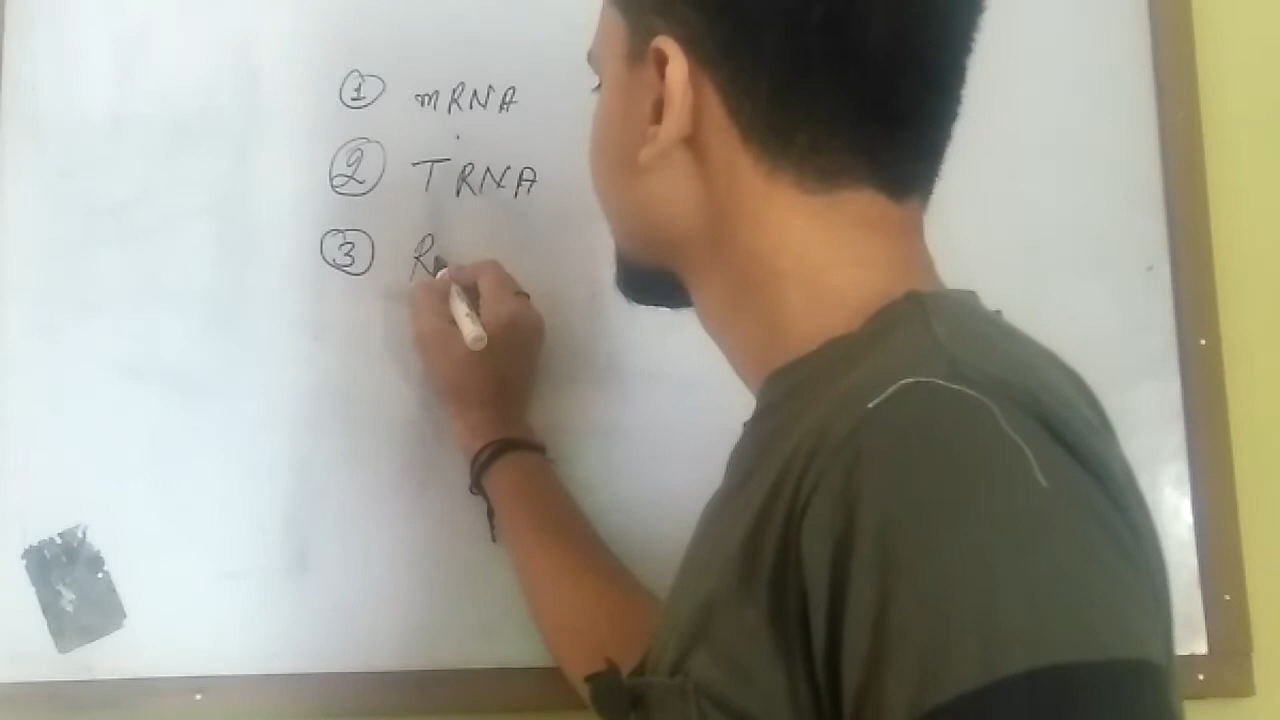 ① mRNA
② TRNA
③ R